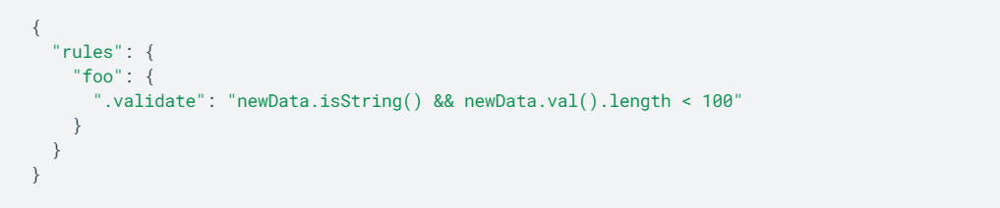 {
  "rules": {
    "foo": {
      ".validate": "newData.isString() && newData.val().length < 100"
    }
  }
}